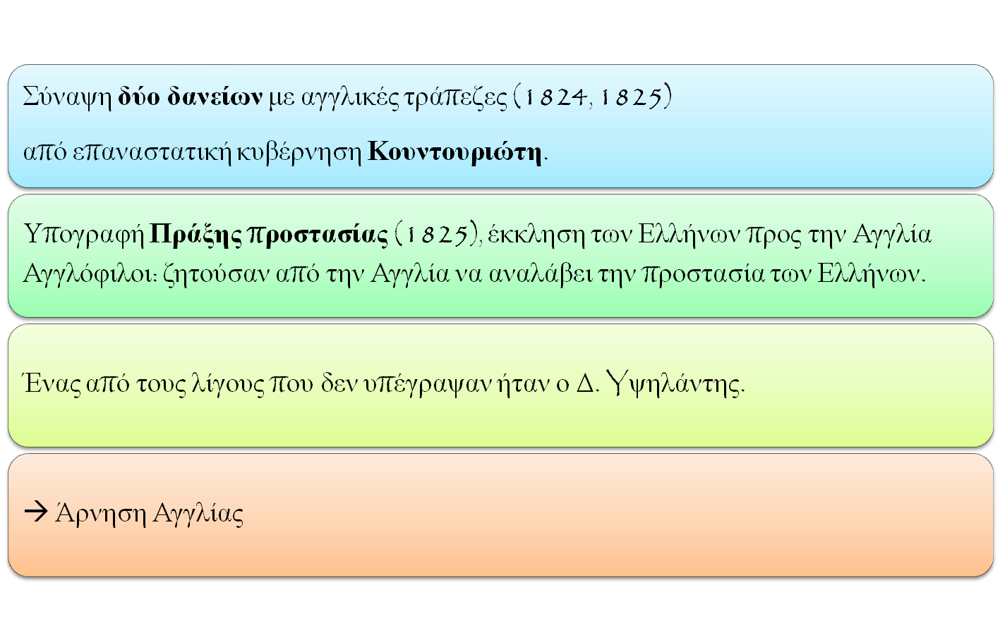 Σύναψη δύο δανείων με αγγλικές τράπεζες (1824, 1825)
από επαναστατική κυβέρνηση Κουντουριώτη.
Υπογραφή Πράξης προστασίας (1825), έκκληση των Ελλήνων προς την Αγγλία
Αγγλόφιλοι: ζητούσαν από την Αγγλία να αναλάβει την προστασία των Ελλήνων.
Ένας από τους λίγους που δεν υπέγραψαν ήταν ο Δ. Υψηλάντης.
→ Άρνηση Αγγλίας